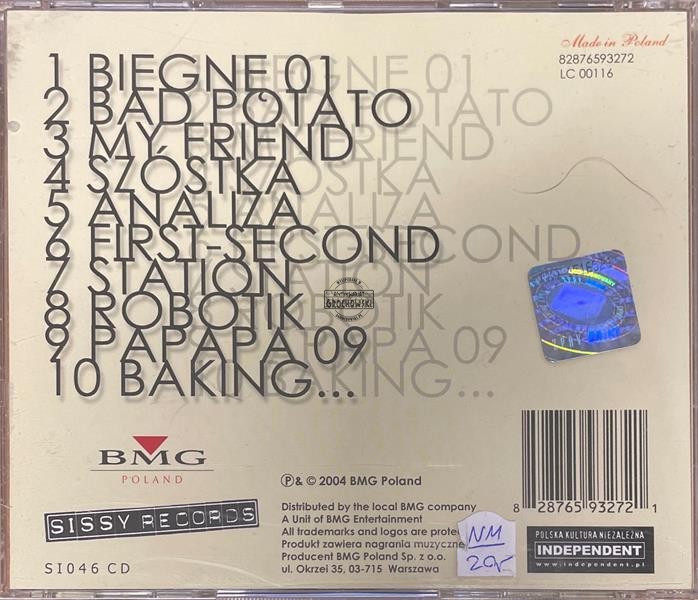 Made in Poland
82876593272
LC 00116
1 BIEGNE 01
2 BAD POTATO
3 MY FRIEND
4 SZÓSTKA
5 ANALIZA
6 FIRST-SECOND
7 STATION
8 ROBOTIK
9 PAPAPA 09
10 BAKING...
GROCHOWSKI
BMG
POLAND
SISSY RECORDS
SI046 CD
℗& © 2004 BMG Poland
Distributed by the local BMG company
A Unit of BMG Entertainment
All trademarks and logos are prote
Produkt zawiera nagrania muzyczne
Producent BMG Poland Sp. z o.o.
ul. Okrzei 35, 03-715 Warszawa
NM
20,-
8 28765 93272 1
POLSKA KULTURA NIEZALEŻNA
INDEPENDENT
www.independent.pl